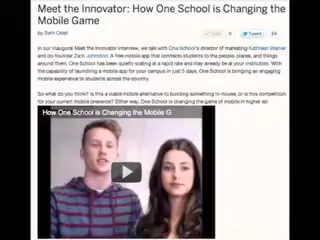 Meet the Innovator: How One School is Changing the
Mobile Game
by Sam Odell
In our inaugural Meet the Innovator interview, we talk with One School's director of marketing Kathleen Warner
and co-founder Zach Johnston. A free mobile app that connects students to the people, places, and things
around them, One School has been quietly scaling at a rapid rate and may already be at your institutions. With
the capability of launching a mobile app for your campus in just 5 days, One School is bringing an engaging
mobile experience to students across the country.
So what do you think? Is this a viable mobile alternative to building something in-house, or is this competition
for your current mobile presence? Either way, One School is changing the game of mobile in higher ed
How One School is Changing the Mobile G